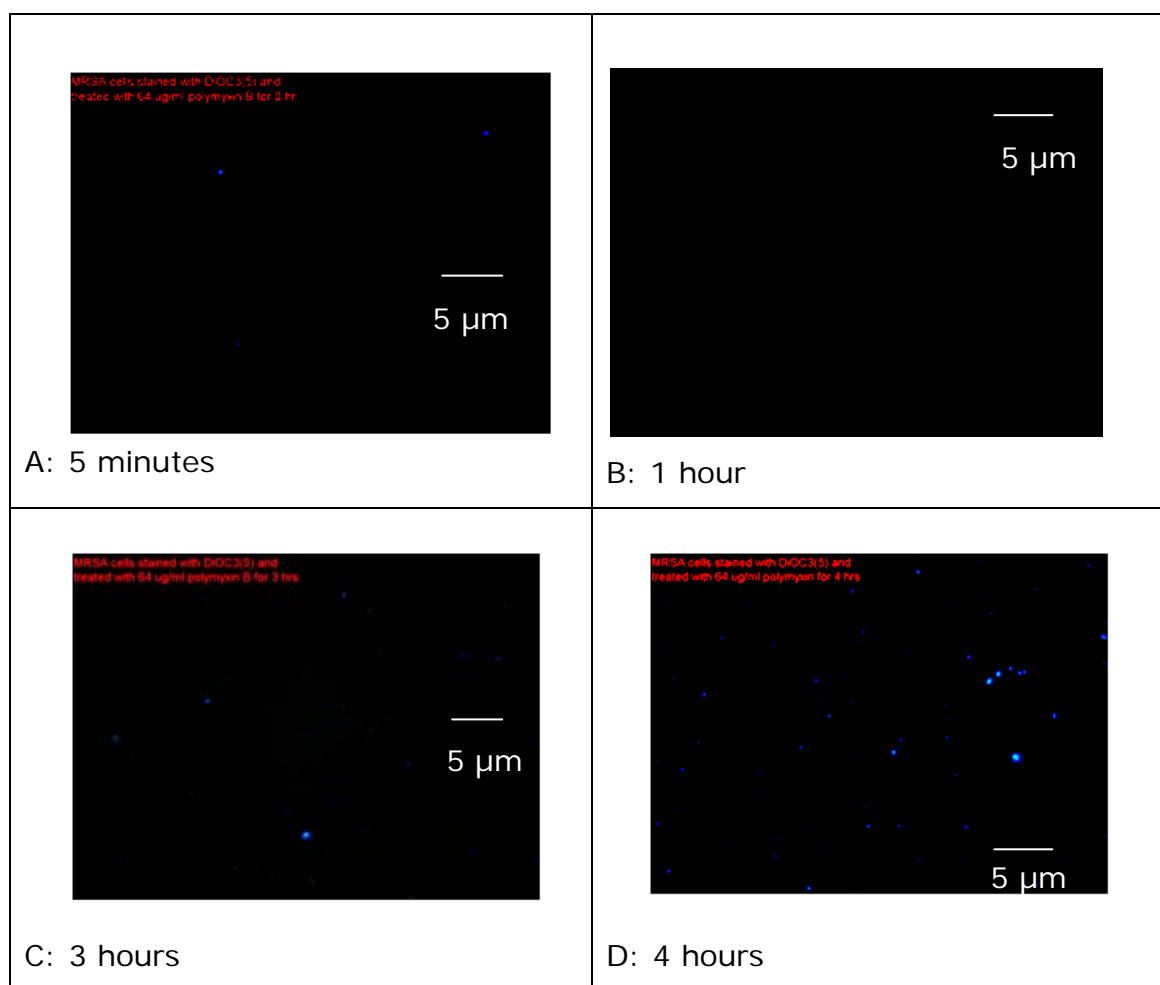 MRSA cells stained with DiOC3(5) and
treated with 64 ug/ml polymyxin B for 0 hr
5 µm
A: 5 minutes
5 µm
B: 1 hour
MRSA cells stained with DiOC3(5) and
treated with 64 ug/ml polymyxin B for 3 hrs
5 µm
C: 3 hours
MRSA cells stained with DiOC3(5) and
treated with 64 ug/ml polymyxin for 4 hrs
5 µm
D: 4 hours